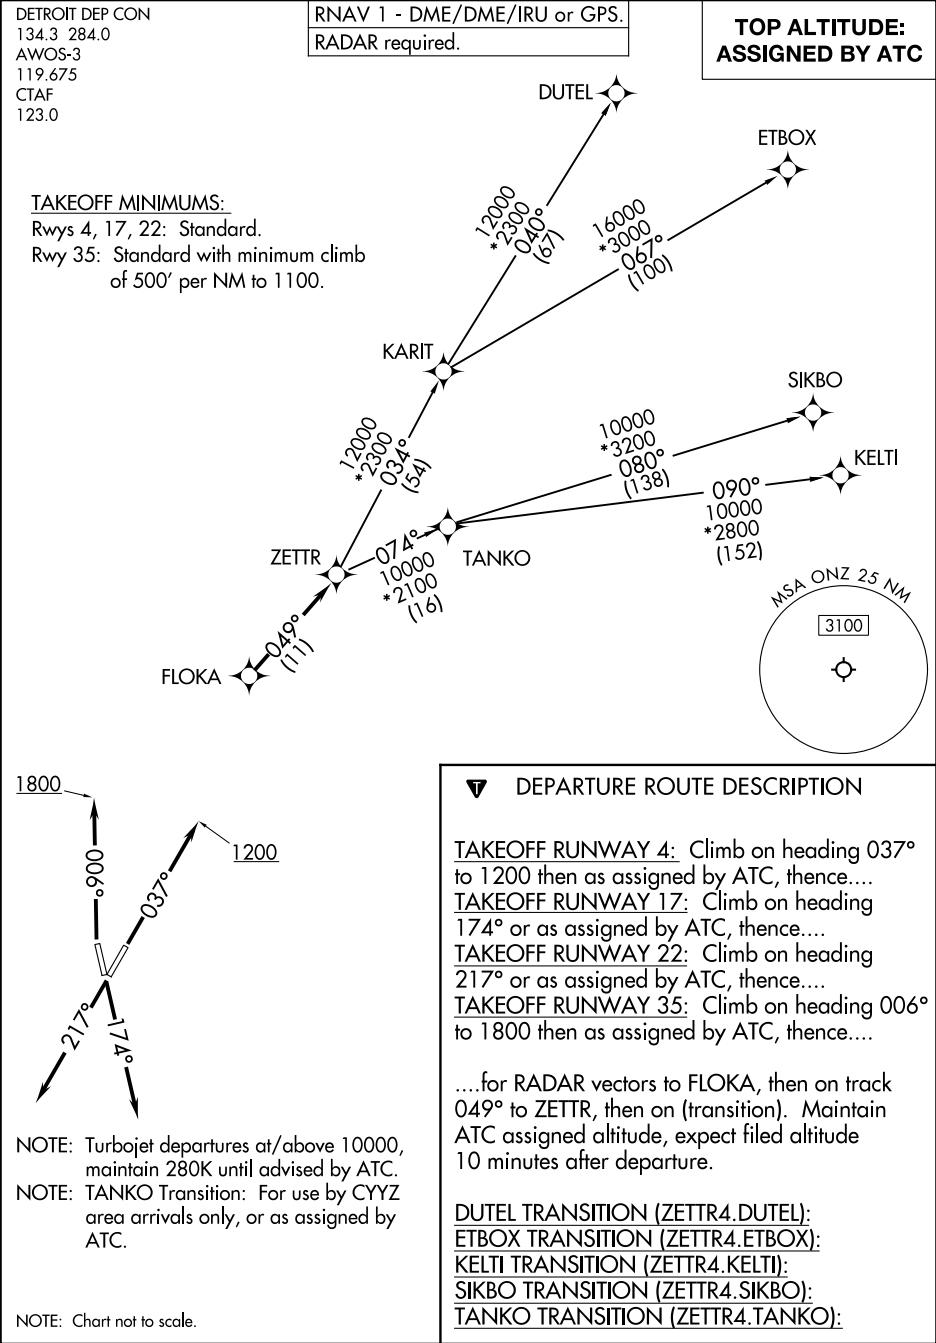 DETROIT DEP CON
134.3 284.0
AWOS-3
119.675
CTAF
123.0
RNAV 1 - DME/DME/IRU or GPS.
RADAR required.
TOP ALTITUDE:
ASSIGNED BY ATC
TAKEOFF MINIMUMS:
Rwys 4, 17, 22: Standard.
Rwy 35: Standard with minimum climb
of 500' per NM to 1100.
DUTEL
ETBOX
12000
*2300
040°
(67)
16000
*3000
067°
(100)
KARIT
SIKBO
12000
*2300
034°
(54)
10000
*3200
080°
(138)
KELTI
090°
10000
*2800
(152)
ZETTR
074°
10000
*2100
(16)
TANKO
049°
(11)
FLOKA
MSA ONZ 25 NM
3100
1800
1200
006°
037°
217°
174°
NOTE: Turbojet departures at/above 10000,
maintain 280K until advised by ATC.
NOTE: TANKO Transition: For use by CYYZ
area arrivals only, or as assigned by
ATC.
NOTE: Chart not to scale.
T DEPARTURE ROUTE DESCRIPTION
TAKEOFF RUNWAY 4: Climb on heading 037°
to 1200 then as assigned by ATC, thence....
TAKEOFF RUNWAY 17: Climb on heading
174° or as assigned by ATC, thence....
TAKEOFF RUNWAY 22: Climb on heading
217° or as assigned by ATC, thence....
TAKEOFF RUNWAY 35: Climb on heading 006°
to 1800 then as assigned by ATC, thence....
....for RADAR vectors to FLOKA, then on track
049° to ZETTR, then on (transition). Maintain
ATC assigned altitude, expect filed altitude
10 minutes after departure.
DUTEL TRANSITION (ZETTR4.DUTEL):
ETBOX TRANSITION (ZETTR4.ETBOX):
KELTI TRANSITION (ZETTR4.KELTI):
SIKBO TRANSITION (ZETTR4.SIKBO):
TANKO TRANSITION (ZETTR4.TANKO):